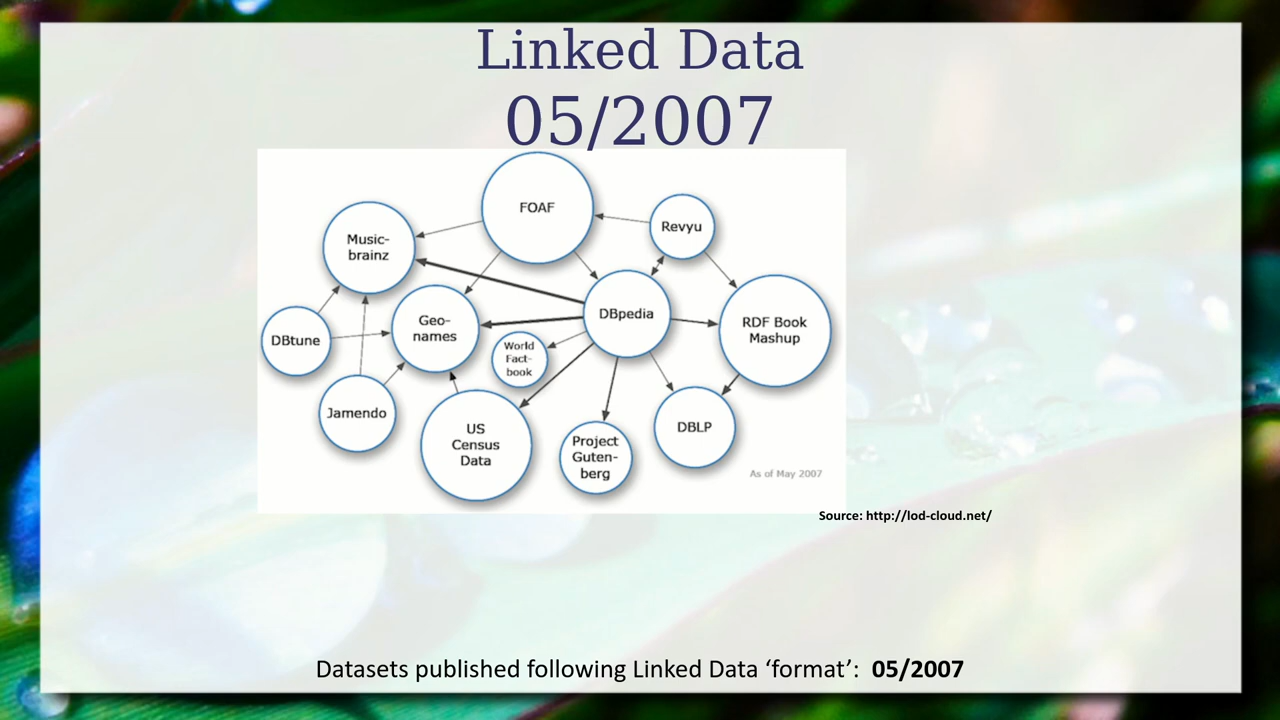 Linked Data
05/2007
FOAF
Revyu
Music-
brainz
DBpedia
Geo-
names
RDF Book
Mashup
DBtune
World
Fact-
book
Jamendo
US
Census
Data
Project
Guten-
berg
DBLP
As of May 2007
Source: http://lod-cloud.net/
Datasets published following Linked Data ‘format’: 05/2007